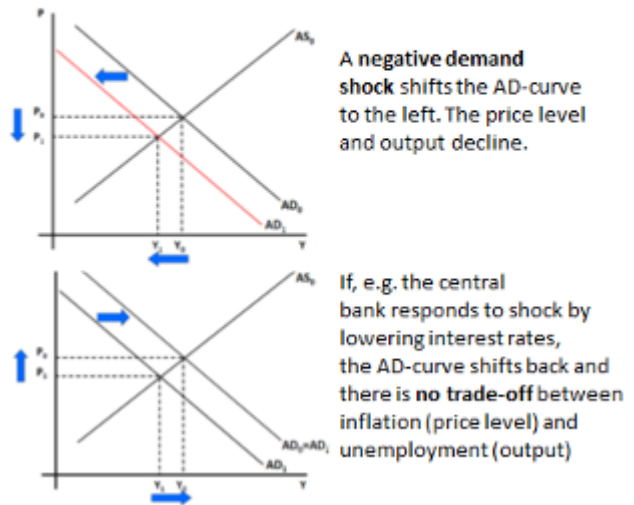 P
AS₀
P₀
P₁
AD₀
AD₁
Y₁ Y₀ Y
A negative demand
shock shifts the AD-curve
to the left. The price level
and output decline.
P
AS₀
P₀
P₁
AD₁
Y₁ Y
If, e.g. the central
bank responds to shock by
lowering interest rates,
the AD-curve shifts back and
there is no trade-off between
inflation (price level) and
unemployment (output)